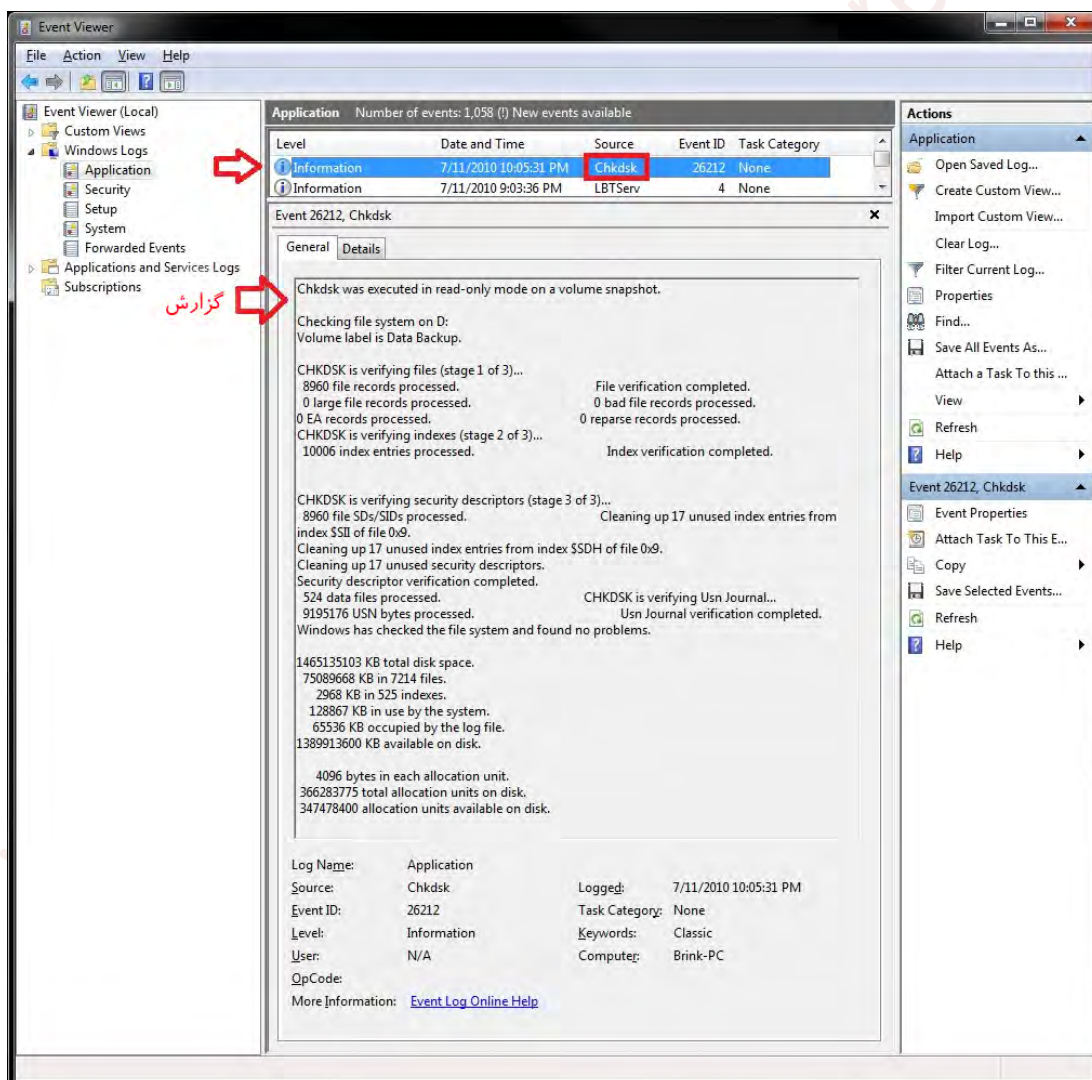 Event Viewer
File Action View Help
Event Viewer (Local)
Custom Views
Windows Logs
Application
Security
Setup
System
Forwarded Events
Applications and Services Logs
Subscriptions
گزارش
Application Number of events: 1,058 (!) New events available
Level Date and Time Source Event ID Task Category
Information 7/11/2010 10:05:31 PM Chkdsk 26212 None
Information 7/11/2010 9:03:36 PM LBTServ 4 None
Event 26212, Chkdsk
General Details
Chkdsk was executed in read-only mode on a volume snapshot.
Checking file system on D:
Volume label is Data Backup.
CHKDSK is verifying files (stage 1 of 3)...
8960 file records processed. File verification completed.
0 large file records processed. 0 bad file records processed.
0 EA records processed. 0 reparse records processed.
CHKDSK is verifying indexes (stage 2 of 3)...
10006 index entries processed. Index verification completed.
CHKDSK is verifying security descriptors (stage 3 of 3)...
8960 file SDs/SIDs processed. Cleaning up 17 unused index entries from
index $SII of file 0x9.
Cleaning up 17 unused index entries from index $SDH of file 0x9.
Cleaning up 17 unused security descriptors.
Security descriptor verification completed.
524 data files processed. CHKDSK is verifying Usn Journal...
9195176 USN bytes processed. Usn Journal verification completed.
Windows has checked the file system and found no problems.
1465135103 KB total disk space.
75089668 KB in 7214 files.
2968 KB in 525 indexes.
128867 KB in use by the system.
65536 KB occupied by the log file.
1389913600 KB available on disk.
4096 bytes in each allocation unit.
366283775 total allocation units on disk.
347478400 allocation units available on disk.
Log Name: Application
Source: Chkdsk Logged: 7/11/2010 10:05:31 PM
Event ID: 26212 Task Category: None
Level: Information Keywords: Classic
User: N/A Computer: Brink-PC
OpCode:
More Information: Event Log Online Help
Actions
Application
Open Saved Log...
Create Custom View...
Import Custom View...
Clear Log...
Filter Current Log...
Properties
Find...
Save All Events As...
Attach a Task To this ...
View
Refresh
Help
Event 26212, Chkdsk
Event Properties
Attach Task To This E...
Copy
Save Selected Events...
Refresh
Help